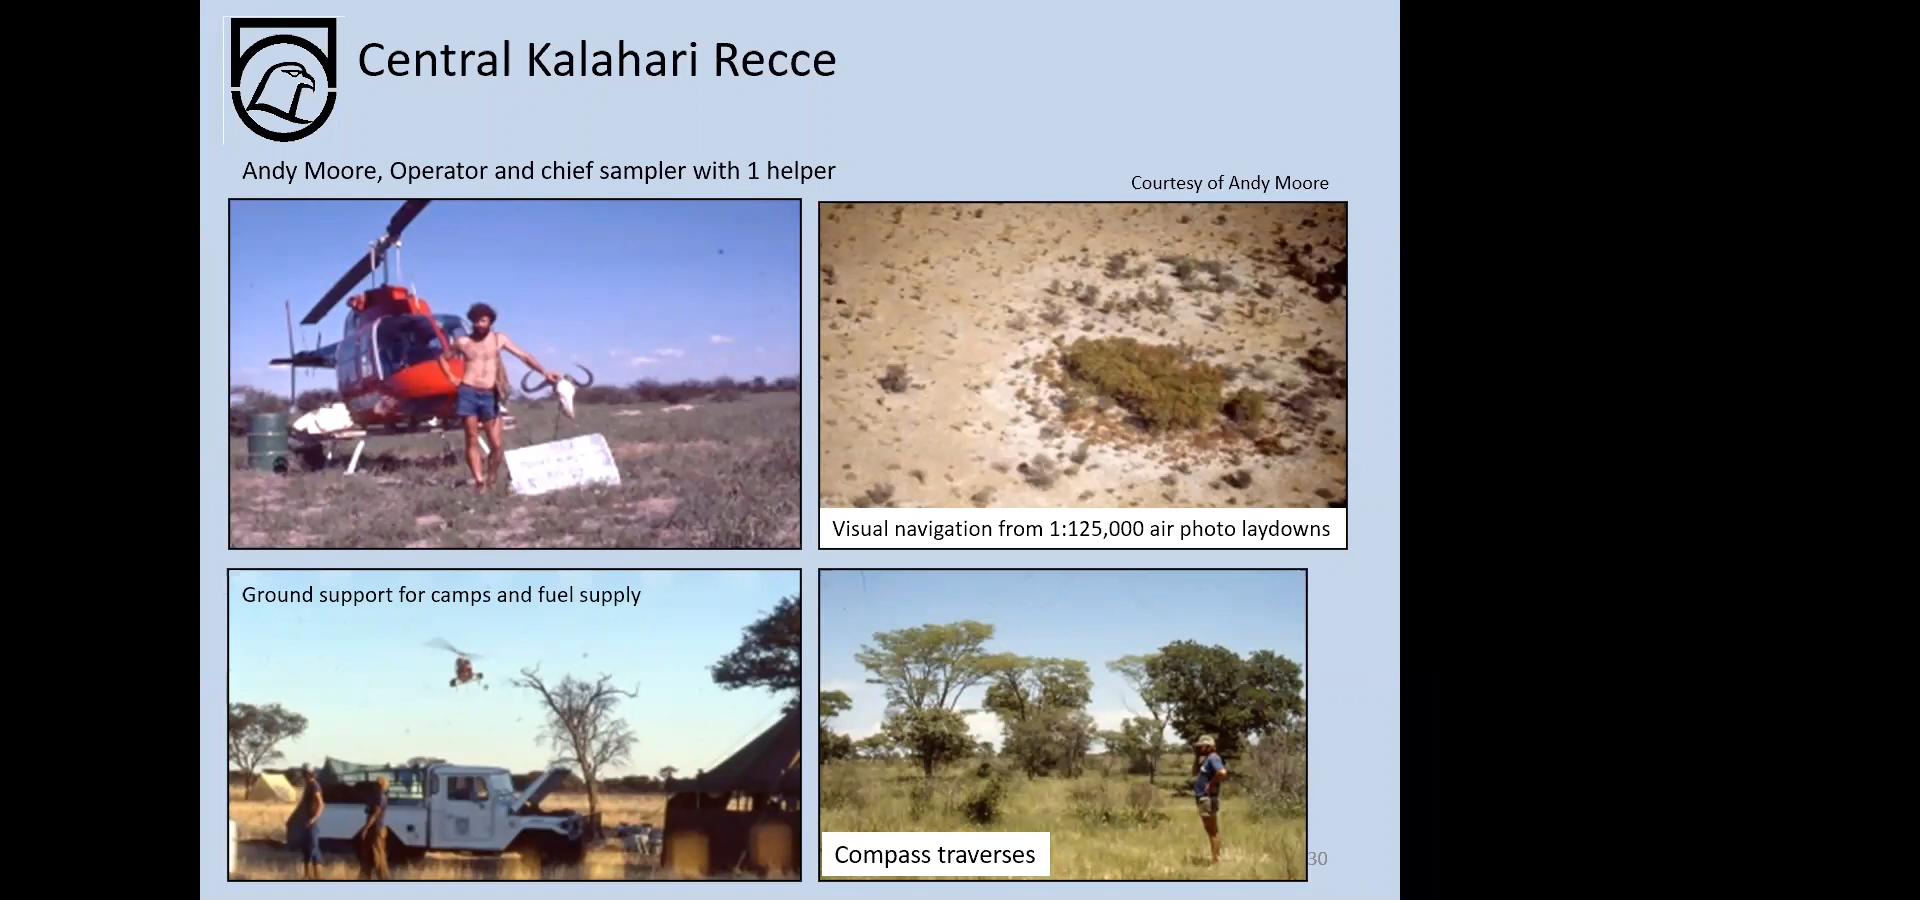 Central Kalahari Recce
Andy Moore, Operator and chief sampler with 1 helper
Courtesy of Andy Moore
Visual navigation from 1:125,000 air photo laydowns
Ground support for camps and fuel supply
Compass traverses
30